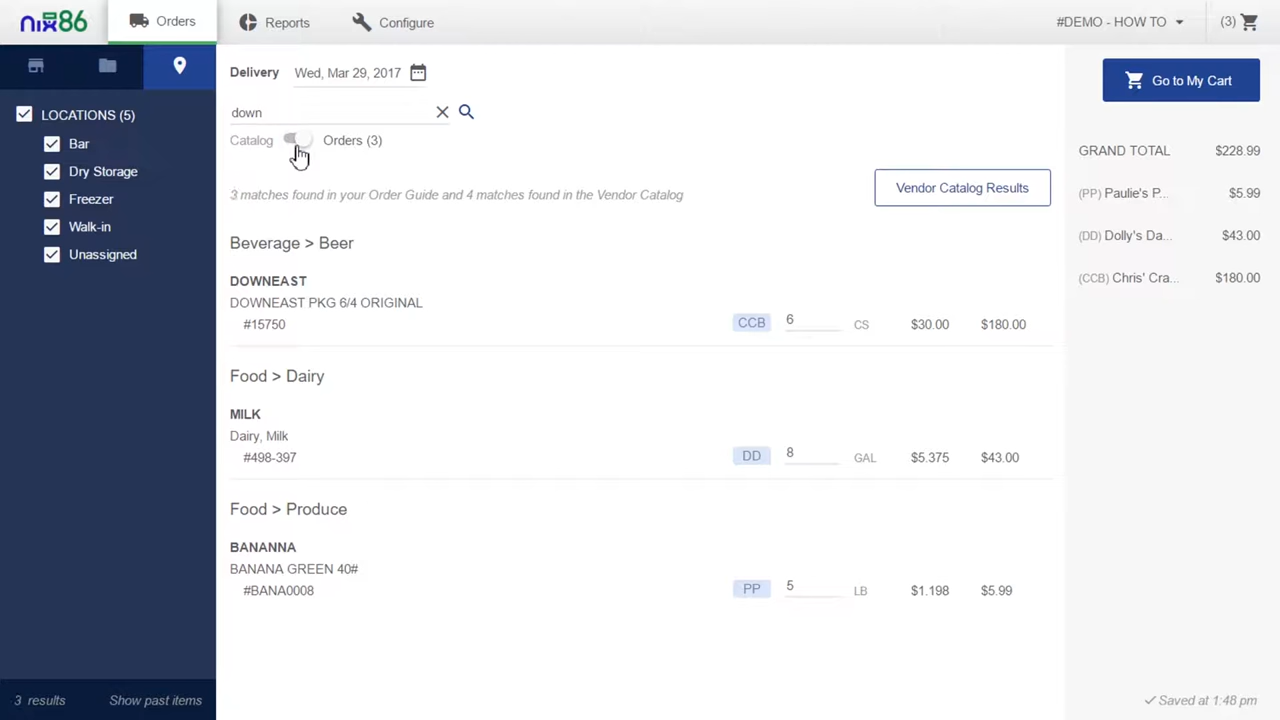 nix86
Orders
Reports
Configure
#DEMO - HOW TO
(3)
LOCATIONS (5)
Bar
Dry Storage
Freezer
Walk-in
Unassigned
3 results
Show past items
Delivery Wed, Mar 29, 2017
down
Catalog Orders (3)
3 matches found in your Order Guide and 4 matches found in the Vendor Catalog
Vendor Catalog Results
Beverage > Beer
DOWNEAST
DOWNEAST PKG 6/4 ORIGINAL
#15750 CCB 6 CS $30.00 $180.00
Food > Dairy
MILK
Dairy, Milk
#498-397 DD 8 GAL $5.375 $43.00
Food > Produce
BANANNA
BANANA GREEN 40#
#BANA0008 PP 5 LB $1.198 $5.99
Go to My Cart
GRAND TOTAL $228.99
(PP) Paulie's P... $5.99
(DD) Dolly's Da... $43.00
(CCB) Chris' Cra... $180.00
Saved at 1:48 pm